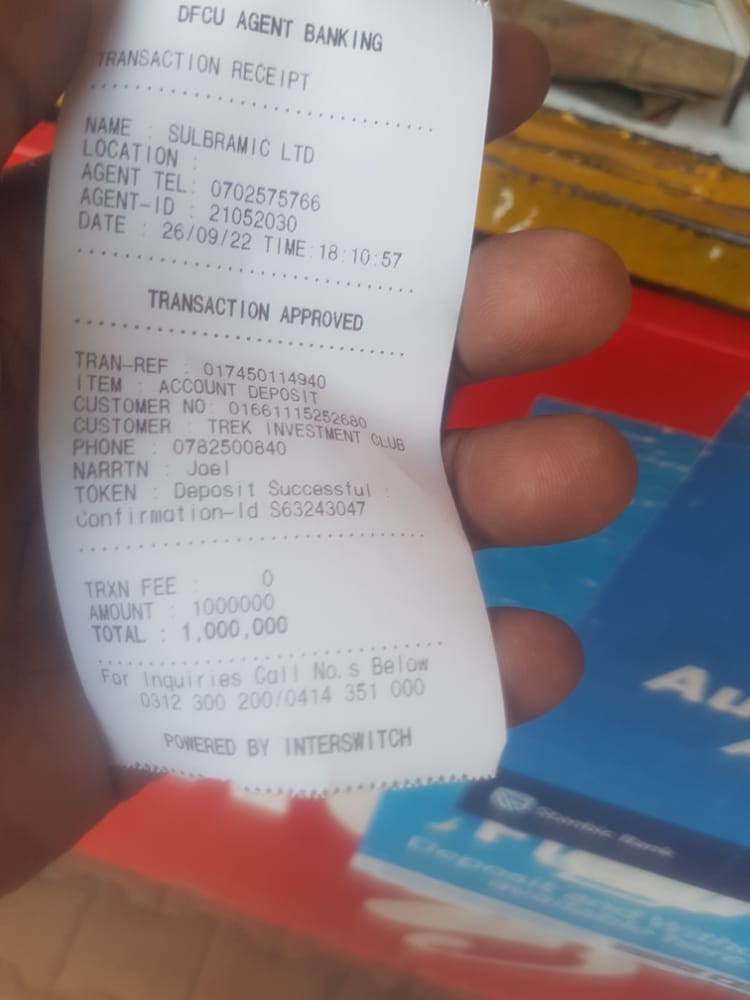 DFCU AGENT BANKING
TRANSACTION RECEIPT
NAME : SULBRAMIC LTD
LOCATION :
AGENT TEL: 0702575766
AGENT-ID : 21052030
DATE : 26/09/22 TIME:18:10:57
TRANSACTION APPROVED
TRAN-REF : 017450114940
ITEM : ACCOUNT DEPOSIT
CUSTOMER NO: 01661115252680
CUSTOMER : TREK INVESTMENT CLUB
PHONE : 0782500840
NARRTN : Joel
TOKEN : Deposit Successful :
Confirmation-Id S63243047
TRXN FEE : 0
AMOUNT : 1000000
TOTAL : 1,000,000
For Inquiries Call No.s Below
0312 300 200/0414 351 000
POWERED BY INTERSWITCH
Au
Stanbic Bank
Deposit and With